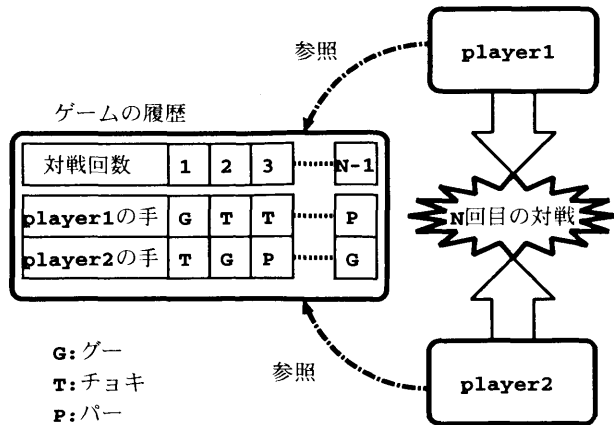 参照
player1
ゲームの履歴
対戦回数 1 2 3 N-1
player1の手 G T T P
player2の手 T G P G
N回目の対戦
G:グー
T:チョキ
P:パー
参照
player2